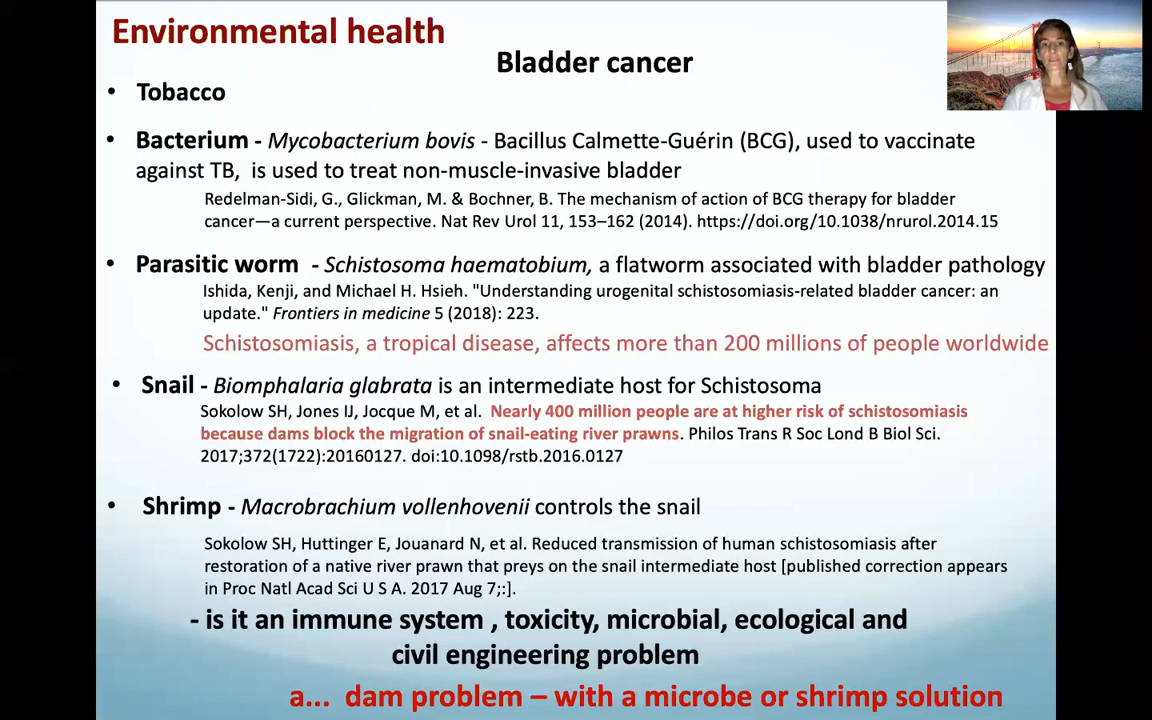 Environmental health
Bladder cancer
• Tobacco
• Bacterium - Mycobacterium bovis - Bacillus Calmette-Guérin (BCG), used to vaccinate
against TB, is used to treat non-muscle-invasive bladder
Redelman-Sidi, G., Glickman, M. & Bochner, B. The mechanism of action of BCG therapy for bladder
cancer—a current perspective. Nat Rev Urol 11, 153–162 (2014). https://doi.org/10.1038/nrurol.2014.15
• Parasitic worm - Schistosoma haematobium, a flatworm associated with bladder pathology
Ishida, Kenji, and Michael H. Hsieh. "Understanding urogenital schistosomiasis-related bladder cancer: an
update." Frontiers in medicine 5 (2018): 223.
Schistosomiasis, a tropical disease, affects more than 200 millions of people worldwide
• Snail - Biomphalaria glabrata is an intermediate host for Schistosoma
Sokolow SH, Jones IJ, Jocque M, et al. Nearly 400 million people are at higher risk of schistosomiasis
because dams block the migration of snail-eating river prawns. Philos Trans R Soc Lond B Biol Sci.
2017;372(1722):20160127. doi:10.1098/rstb.2016.0127
• Shrimp - Macrobrachium vollenhovenii controls the snail
Sokolow SH, Huttinger E, Jouanard N, et al. Reduced transmission of human schistosomiasis after
restoration of a native river prawn that preys on the snail intermediate host [published correction appears
in Proc Natl Acad Sci U S A. 2017 Aug 7;:].
- is it an immune system , toxicity, microbial, ecological and
civil engineering problem
a... dam problem – with a microbe or shrimp solution